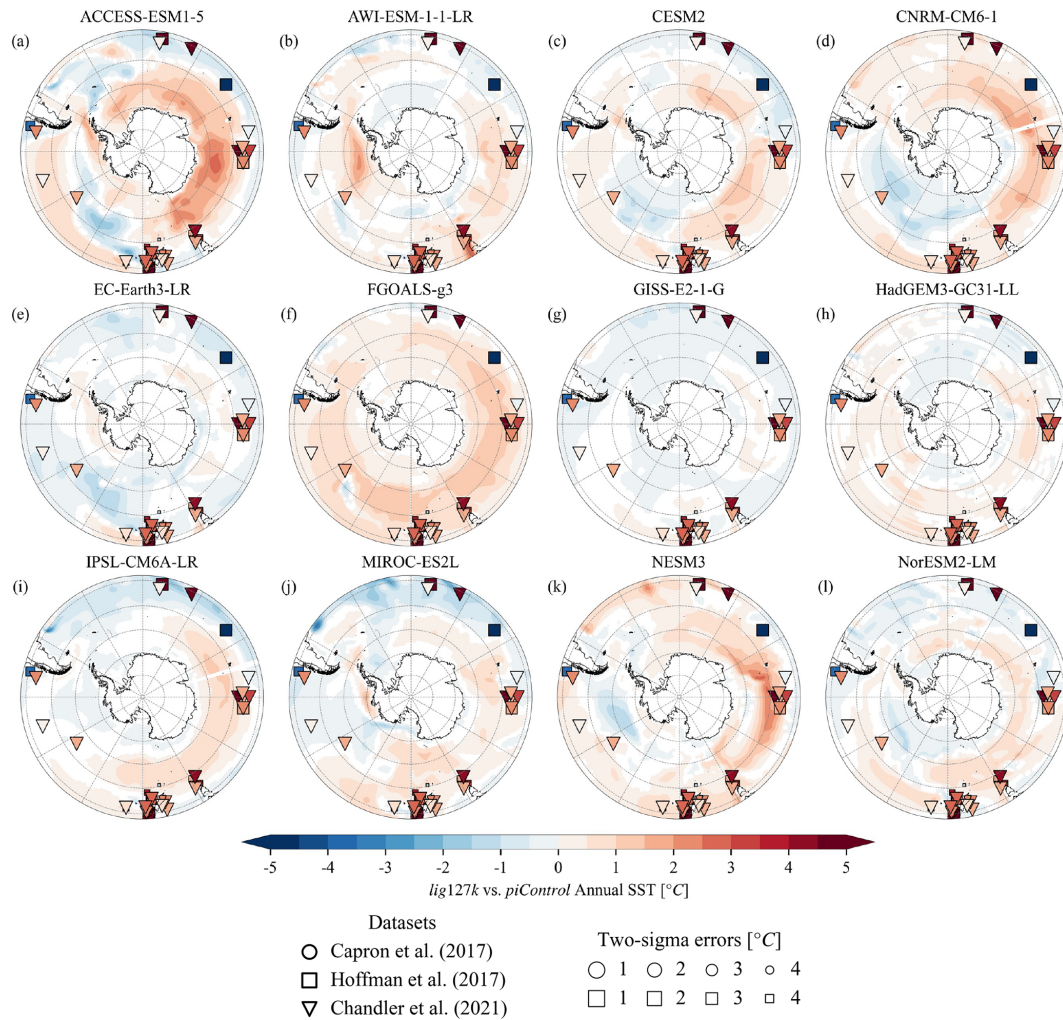 ACCESS-ESM1-5 AWI-ESM-1-1-LR CESM2 CNRM-CM6-1
(a) (b) (c) (d)
EC-Earth3-LR FGOALS-g3 GISS-E2-1-G HadGEM3-GC31-LL
(e) (f) (g) (h)
IPSL-CM6A-LR MIROC-ES2L NESM3 NorESM2-LM
(i) (j) (k) (l)
-5 -4 -3 -2 -1 0 1 2 3 4 5
lig127k vs. piControl Annual SST [°C]
Datasets
Capron et al. (2017)
Hoffman et al. (2017)
Chandler et al. (2021)
Two-sigma errors [°C]
1 2 3 4
1 2 3 4